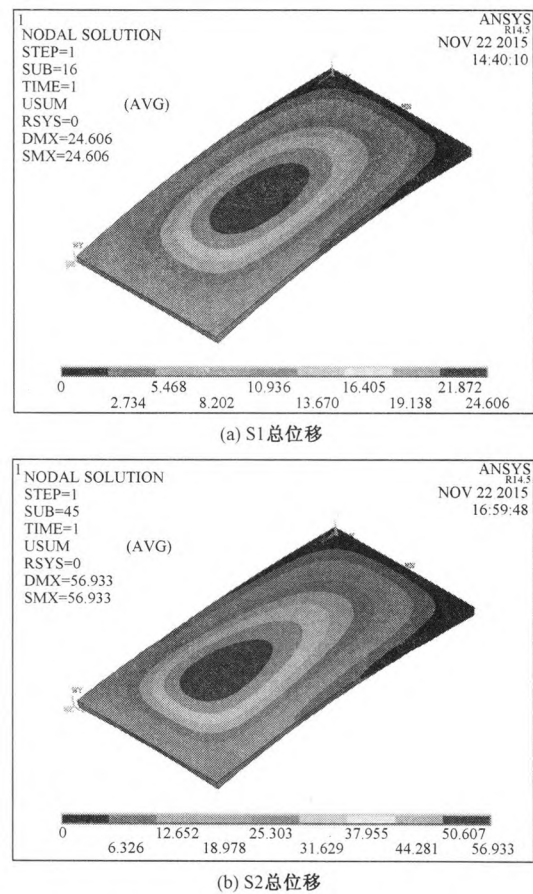 1
NODAL SOLUTION
STEP=1
SUB=16
TIME=1
USUM (AVG)
RSYS=0
DMX=24.606
SMX=24.606
ANSYS
R14.5
NOV 22 2015
14:40:10
MN
WY
0 5.468 10.936 16.405 21.872
2.734 8.202 13.670 19.138 24.606
(a) S1总位移
1
NODAL SOLUTION
STEP=1
SUB=45
TIME=1
USUM (AVG)
RSYS=0
DMX=56.933
SMX=56.933
ANSYS
R14.5
NOV 22 2015
16:59:48
MN
WY
0 12.652 25.303 37.955 50.607
6.326 18.978 31.629 44.281 56.933
(b) S2总位移